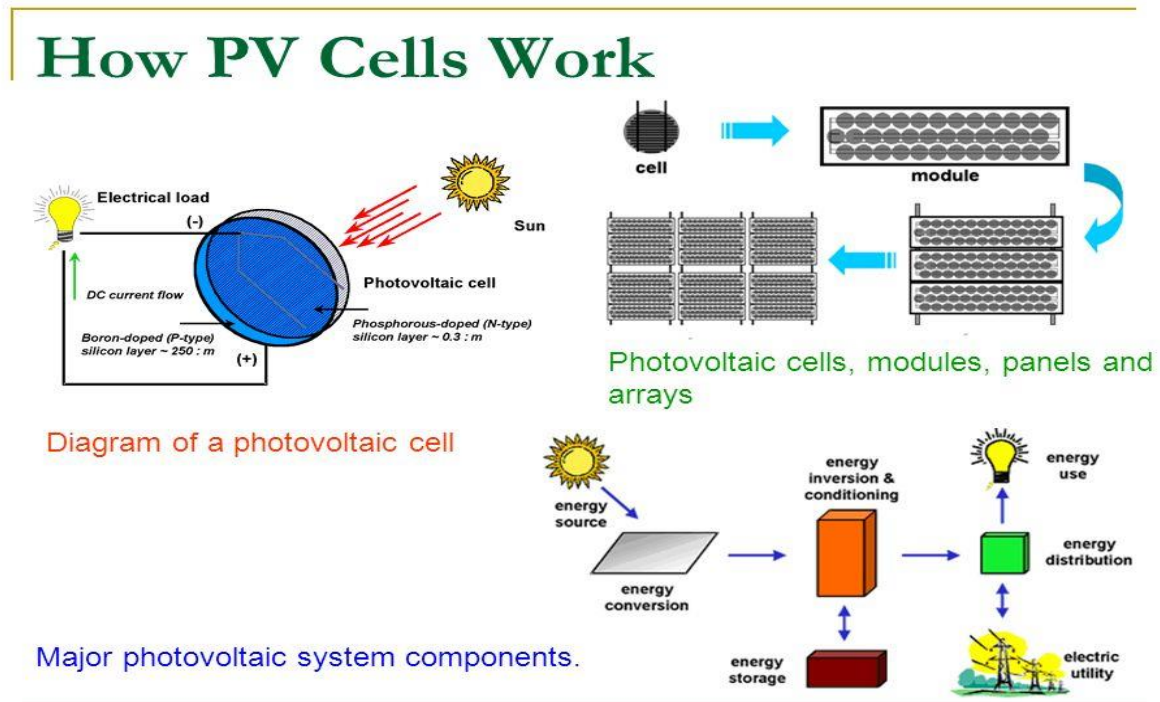 How PV Cells Work
Electrical load
(-)
Sun
Photovoltaic cell
DC current flow
Boron-doped (P-type)
silicon layer ~ 250 : m
(+)
Phosphorous-doped (N-type)
silicon layer ~ 0.3 : m
Diagram of a photovoltaic cell
cell
module
Photovoltaic cells, modules, panels and
arrays
energy
source
energy
conversion
energy
inversion &
conditioning
energy
storage
energy
use
energy
distribution
electric
utility
Major photovoltaic system components.